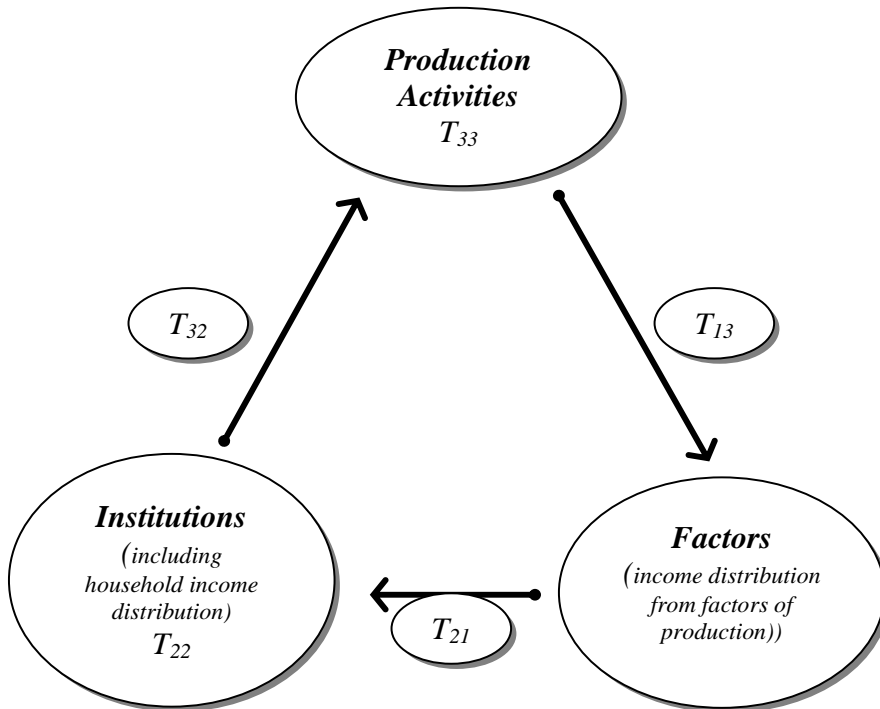 Production
Activities
T33
T32
T13
Institutions
(including
household income
distribution)
T22
Factors
(income distribution
from factors of
production))
T21